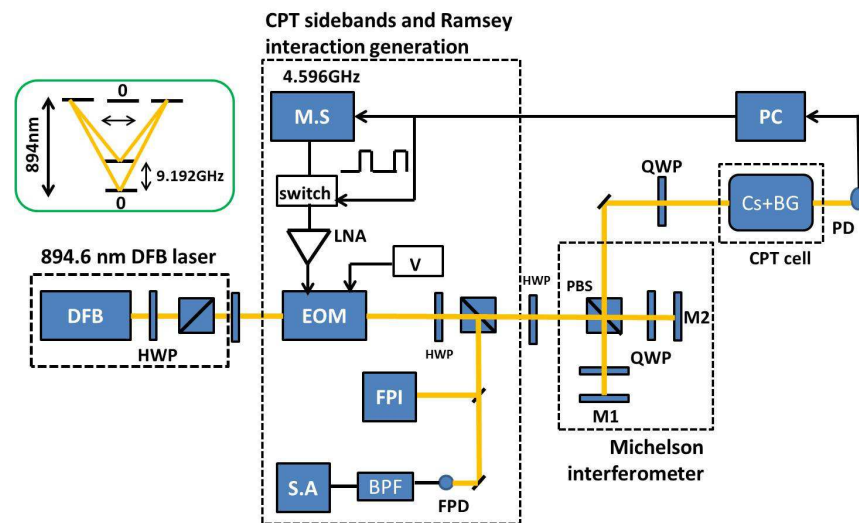 CPT sidebands and Ramsey
interaction generation
4.596GHz
M.S
switch
LNA
V
EOM
HWP
FPI
S.A
BPF
FPD
0
894nm
9.192GHz
0
894.6 nm DFB laser
DFB
HWP
HWP
PBS
M2
QWP
M1
Michelson
interferometer
QWP
Cs+BG
CPT cell
PD
PC